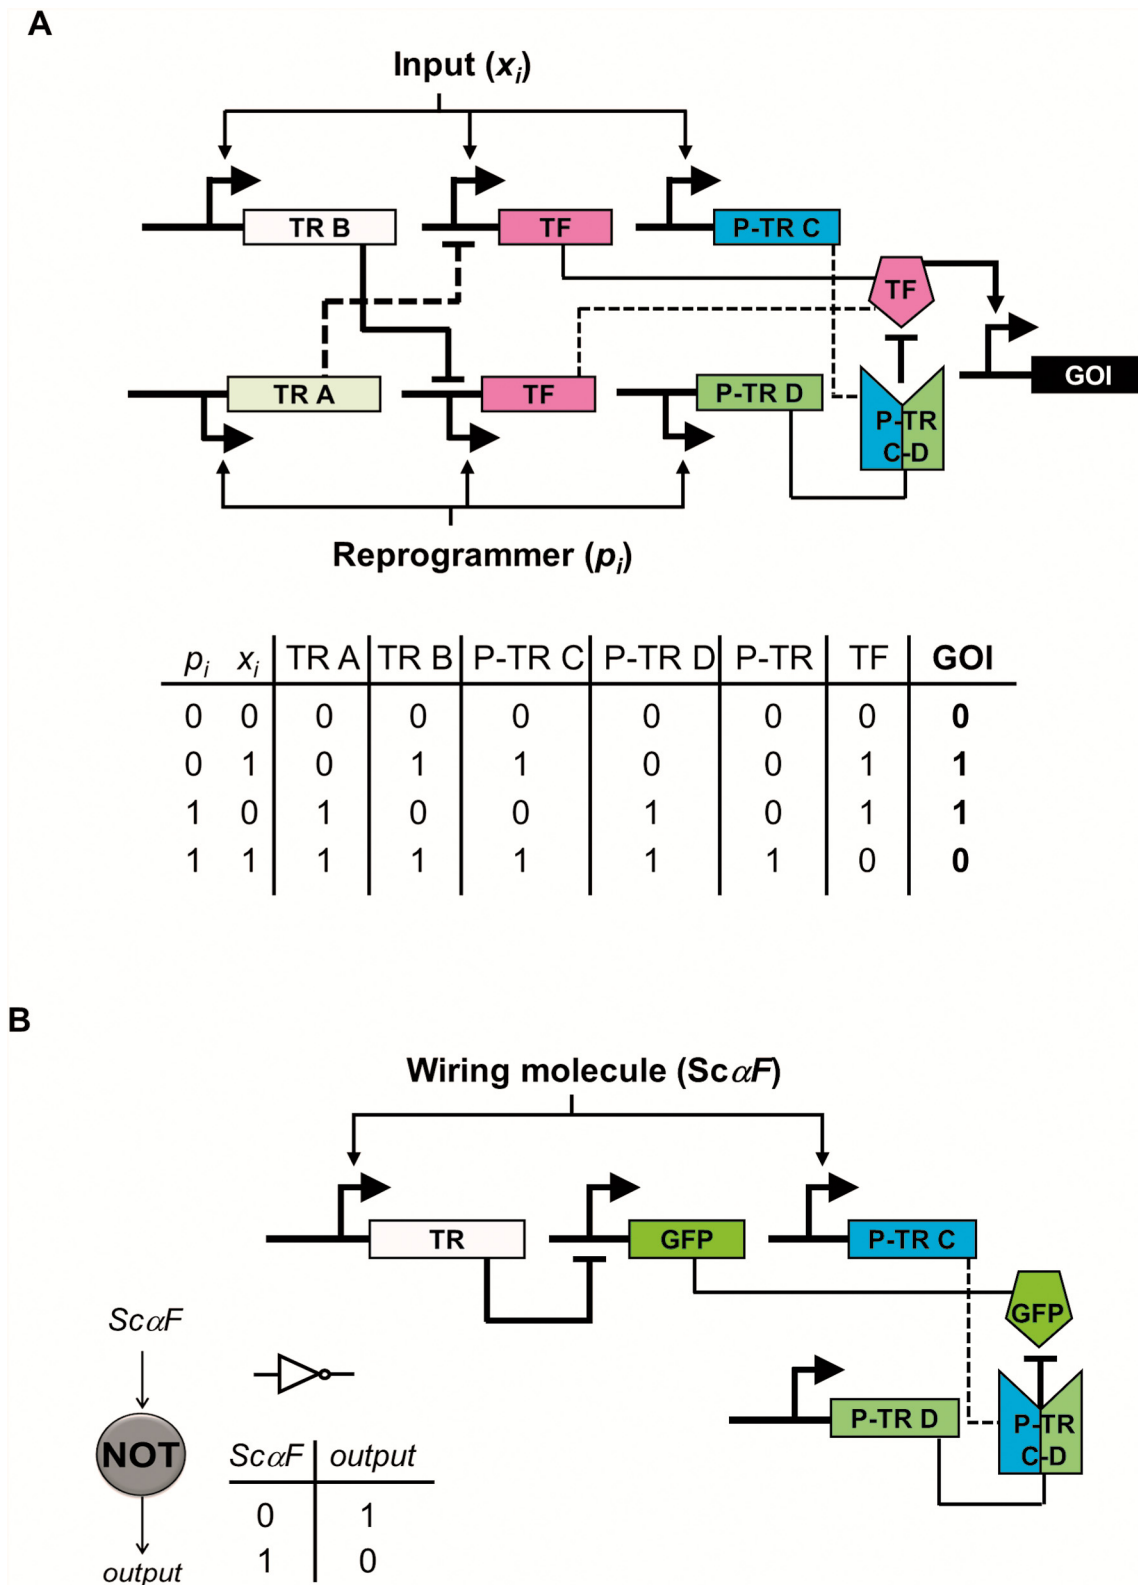 A
Input (xᵢ)
TR B TF P-TR C
TF
TR A TF P-TR D GOI
P-TR
C-D
Reprogrammer (pᵢ)
pᵢ xᵢ TR A TR B P-TR C P-TR D P-TR TF GOI
0 0 0 0 0 0 0 0 0
0 1 0 1 1 0 0 1 1
1 0 1 0 0 1 0 1 1
1 1 1 1 1 1 1 0 0
B
Wiring molecule (ScαF)
TR GFP P-TR C
GFP
P-TR D P-TR
C-D
ScαF
NOT
output
ScαF output
0 1
1 0